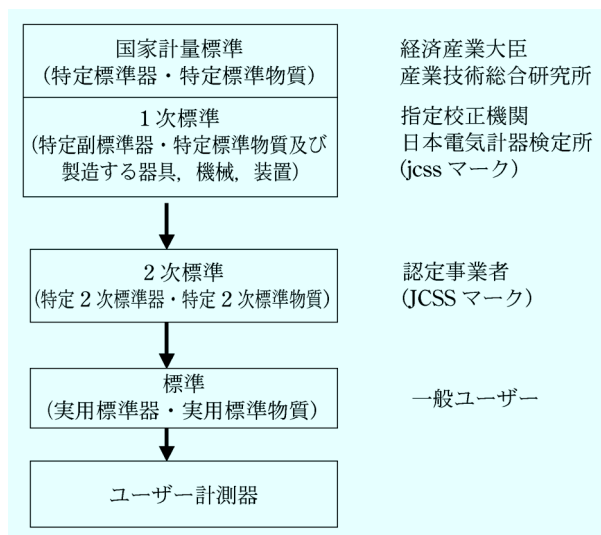 国家計量標準
(特定標準器・特定標準物質)
経済産業大臣
産業技術総合研究所
1次標準
(特定副標準器・特定標準物質及び
製造する器具，機械，装置)
指定校正機関
日本電気計器検定所
(jcss マーク)
2次標準
(特定2次標準器・特定2次標準物質)
認定事業者
(JCSS マーク)
標準
(実用標準器・実用標準物質)
一般ユーザー
ユーザー計測器